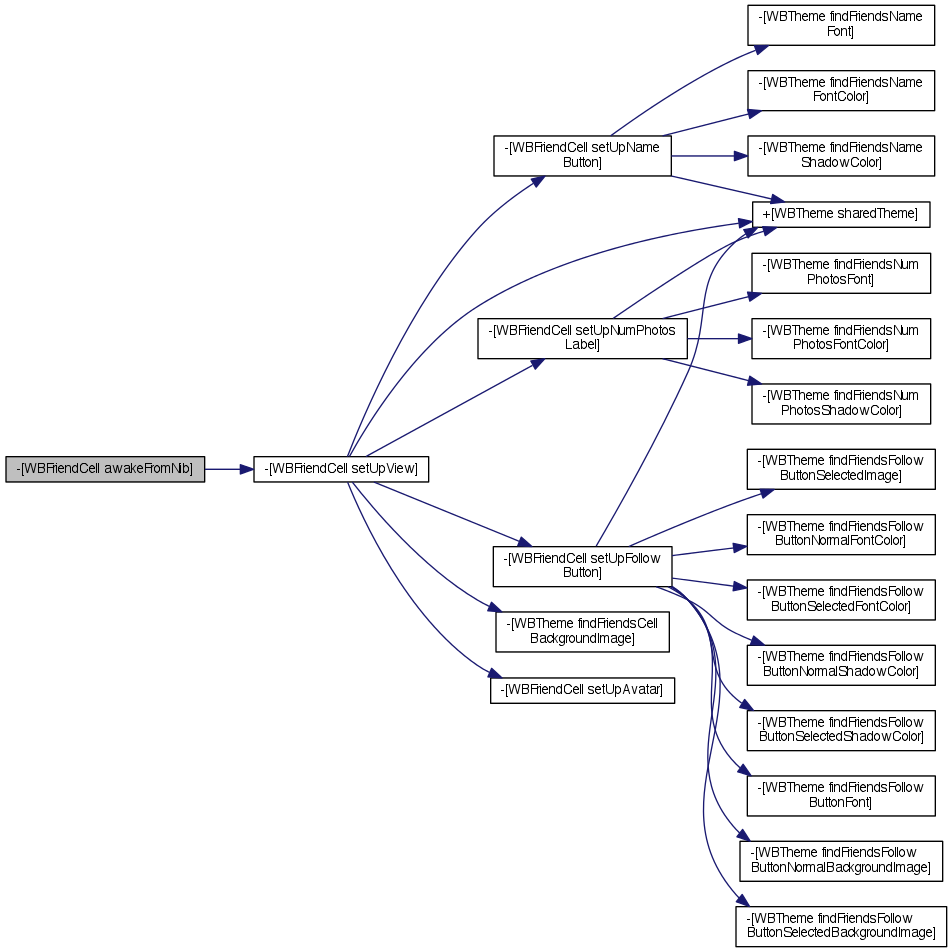 -[WBFriendCell awakeFromNib]
-[WBFriendCell setUpView]
-[WBFriendCell setUpName
Button]
-[WBFriendCell setUpNumPhotos
Label]
-[WBFriendCell setUpFollow
Button]
-[WBTheme findFriendsCell
BackgroundImage]
-[WBFriendCell setUpAvatar]
-[WBTheme findFriendsName
Font]
-[WBTheme findFriendsName
FontColor]
-[WBTheme findFriendsName
ShadowColor]
+[WBTheme sharedTheme]
-[WBTheme findFriendsNum
PhotosFont]
-[WBTheme findFriendsNum
PhotosFontColor]
-[WBTheme findFriendsNum
PhotosShadowColor]
-[WBTheme findFriendsFollow
ButtonSelectedImage]
-[WBTheme findFriendsFollow
ButtonNormalFontColor]
-[WBTheme findFriendsFollow
ButtonSelectedFontColor]
-[WBTheme findFriendsFollow
ButtonNormalShadowColor]
-[WBTheme findFriendsFollow
ButtonSelectedShadowColor]
-[WBTheme findFriendsFollow
ButtonFont]
-[WBTheme findFriendsFollow
ButtonNormalBackgroundImage]
-[WBTheme findFriendsFollow
ButtonSelectedBackgroundImage]